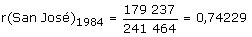 r(San José)1984 = 179 237 / 241 464 = 0,74229